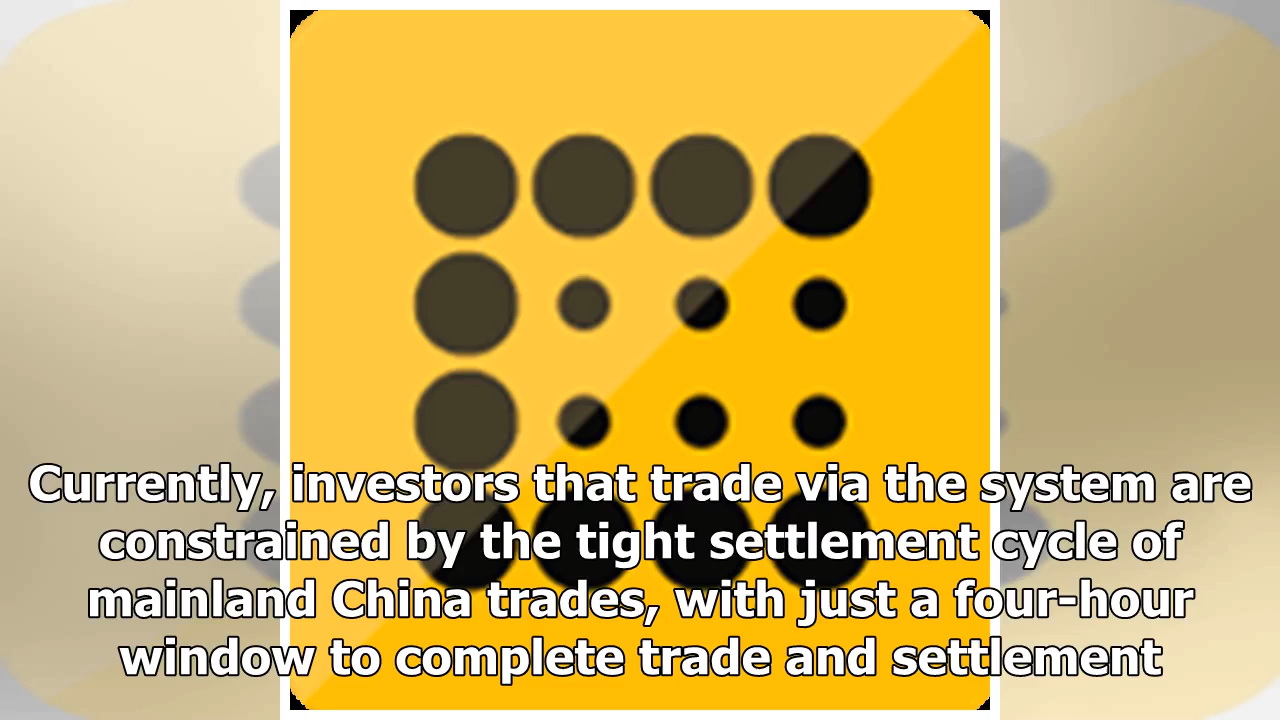 Currently, investors that trade via the system are
constrained by the tight settlement cycle of
mainland China trades, with just a four-hour
window to complete trade and settlement